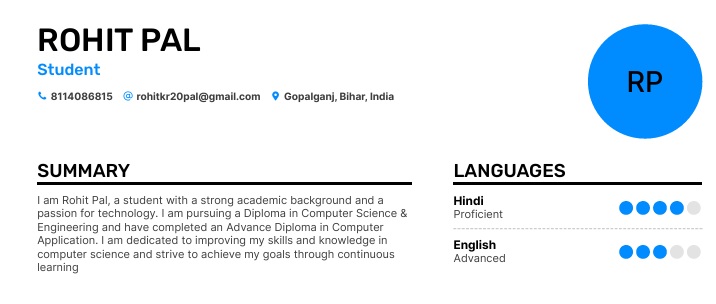 ROHIT PAL
Student
8114086815 @ rohitkr20pal@gmail.com Gopalganj, Bihar, India
RP
SUMMARY
I am Rohit Pal, a student with a strong academic background and a
passion for technology. I am pursuing a Diploma in Computer Science &
Engineering and have completed an Advance Diploma in Computer
Application. I am dedicated to improving my skills and knowledge in
computer science and strive to achieve my goals through continuous
learning
LANGUAGES
Hindi
Proficient
English
Advanced